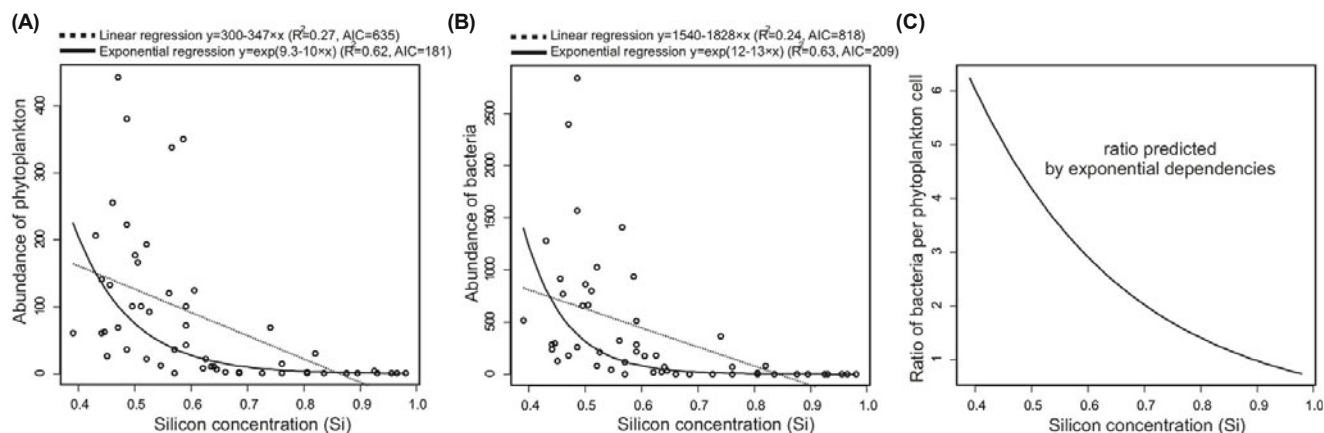 (A)
Linear regression y=300-347×x (R²=0.27, AIC=635)
Exponential regression y=exp(9.3-10×x) (R²=0.62, AIC=181)
Abundance of phytoplankton
400
300
200
100
0
0.4 0.5 0.6 0.7 0.8 0.9 1.0
Silicon concentration (Si)
(B)
Linear regression y=1540-1828×x (R²=0.24, AIC=818)
Exponential regression y=exp(12-13×x) (R²=0.63, AIC=209)
Abundance of bacteria
2500
1500
500
0
0.4 0.5 0.6 0.7 0.8 0.9 1.0
Silicon concentration (Si)
(C)
Ratio of bacteria per phytoplankton cell
6
5
4
3
2
1
ratio predicted
by exponential dependencies
0.4 0.5 0.6 0.7 0.8 0.9 1.0
Silicon concentration (Si)